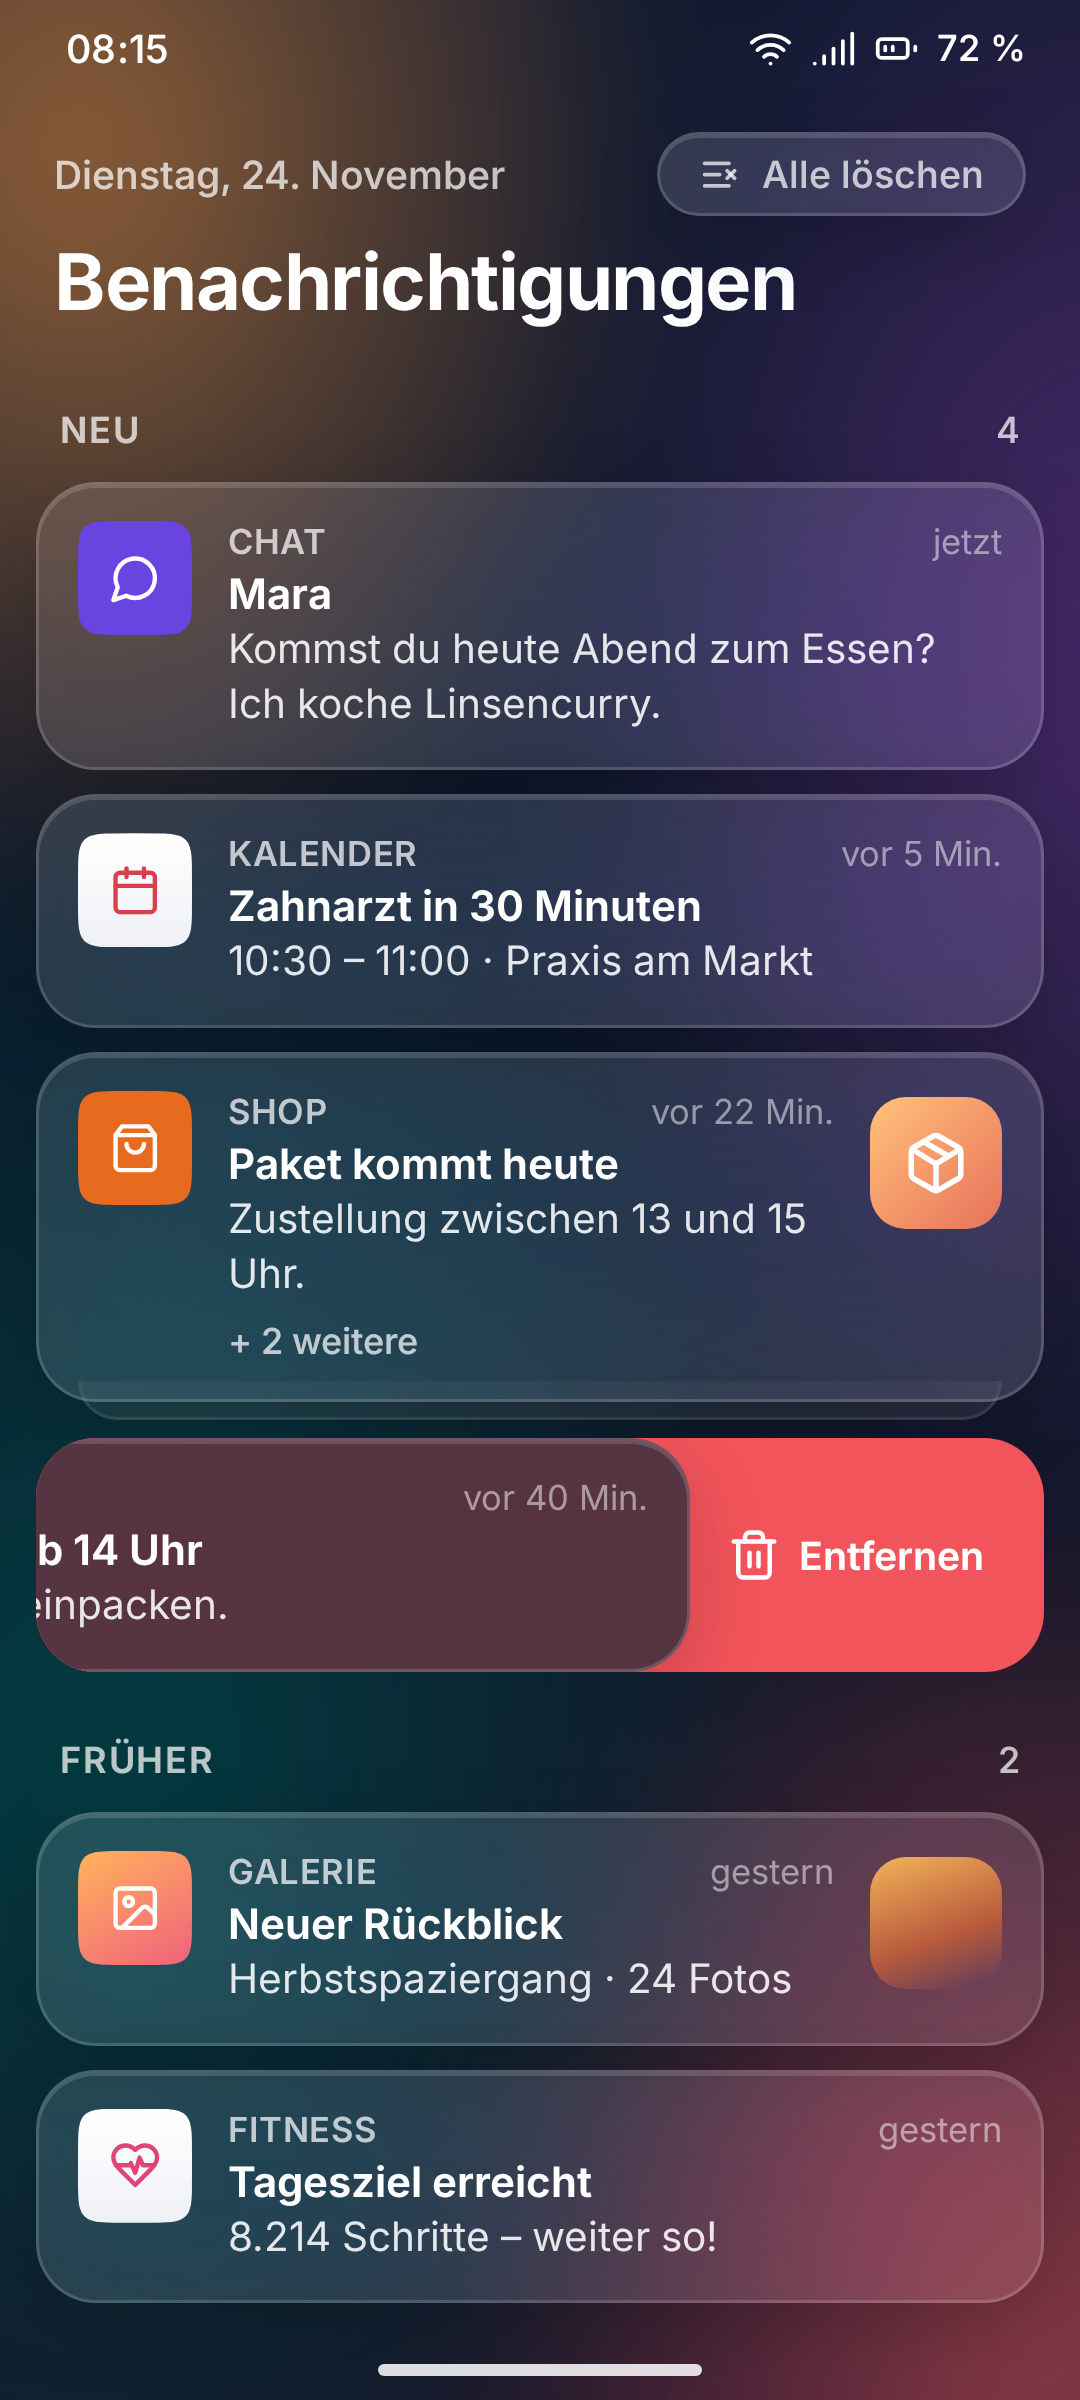 08:15
72 %
Dienstag, 24. November
Alle löschen
Benachrichtigungen
NEU
4
CHAT
jetzt
Mara
Kommst du heute Abend zum Essen?
Ich koche Linsencurry.
KALENDER
vor 5 Min.
Zahnarzt in 30 Minuten
10:30 – 11:00 · Praxis am Markt
SHOP
vor 22 Min.
Paket kommt heute
Zustellung zwischen 13 und 15
Uhr.
+ 2 weitere
vor 40 Min.
b 14 Uhr
einpacken.
Entfernen
FRÜHER
2
GALERIE
gestern
Neuer Rückblick
Herbstspaziergang · 24 Fotos
FITNESS
gestern
Tagesziel erreicht
8.214 Schritte – weiter so!